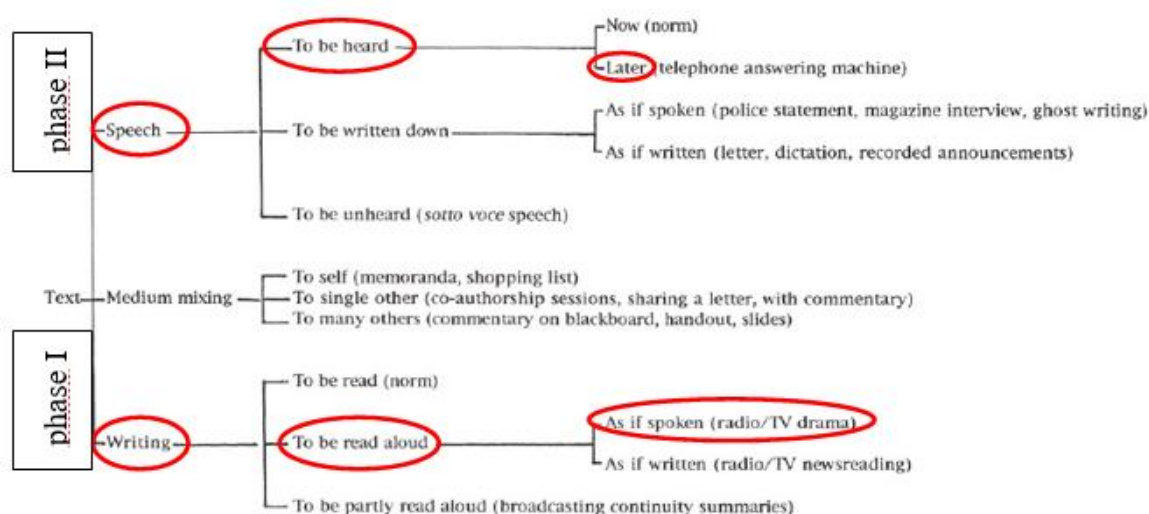 phase II
Speech
To be heard
Now (norm)
Later (telephone answering machine)
To be written down
As if spoken (police statement, magazine interview, ghost writing)
As if written (letter, dictation, recorded announcements)
To be unheard (sotto voce speech)
Text
Medium mixing
To self (memoranda, shopping list)
To single other (co-authorship sessions, sharing a letter, with commentary)
To many others (commentary on blackboard, handout, slides)
phase I
Writing
To be read (norm)
To be read aloud
As if spoken (radio/TV drama)
As if written (radio/TV newsreading)
To be partly read aloud (broadcasting continuity summaries)